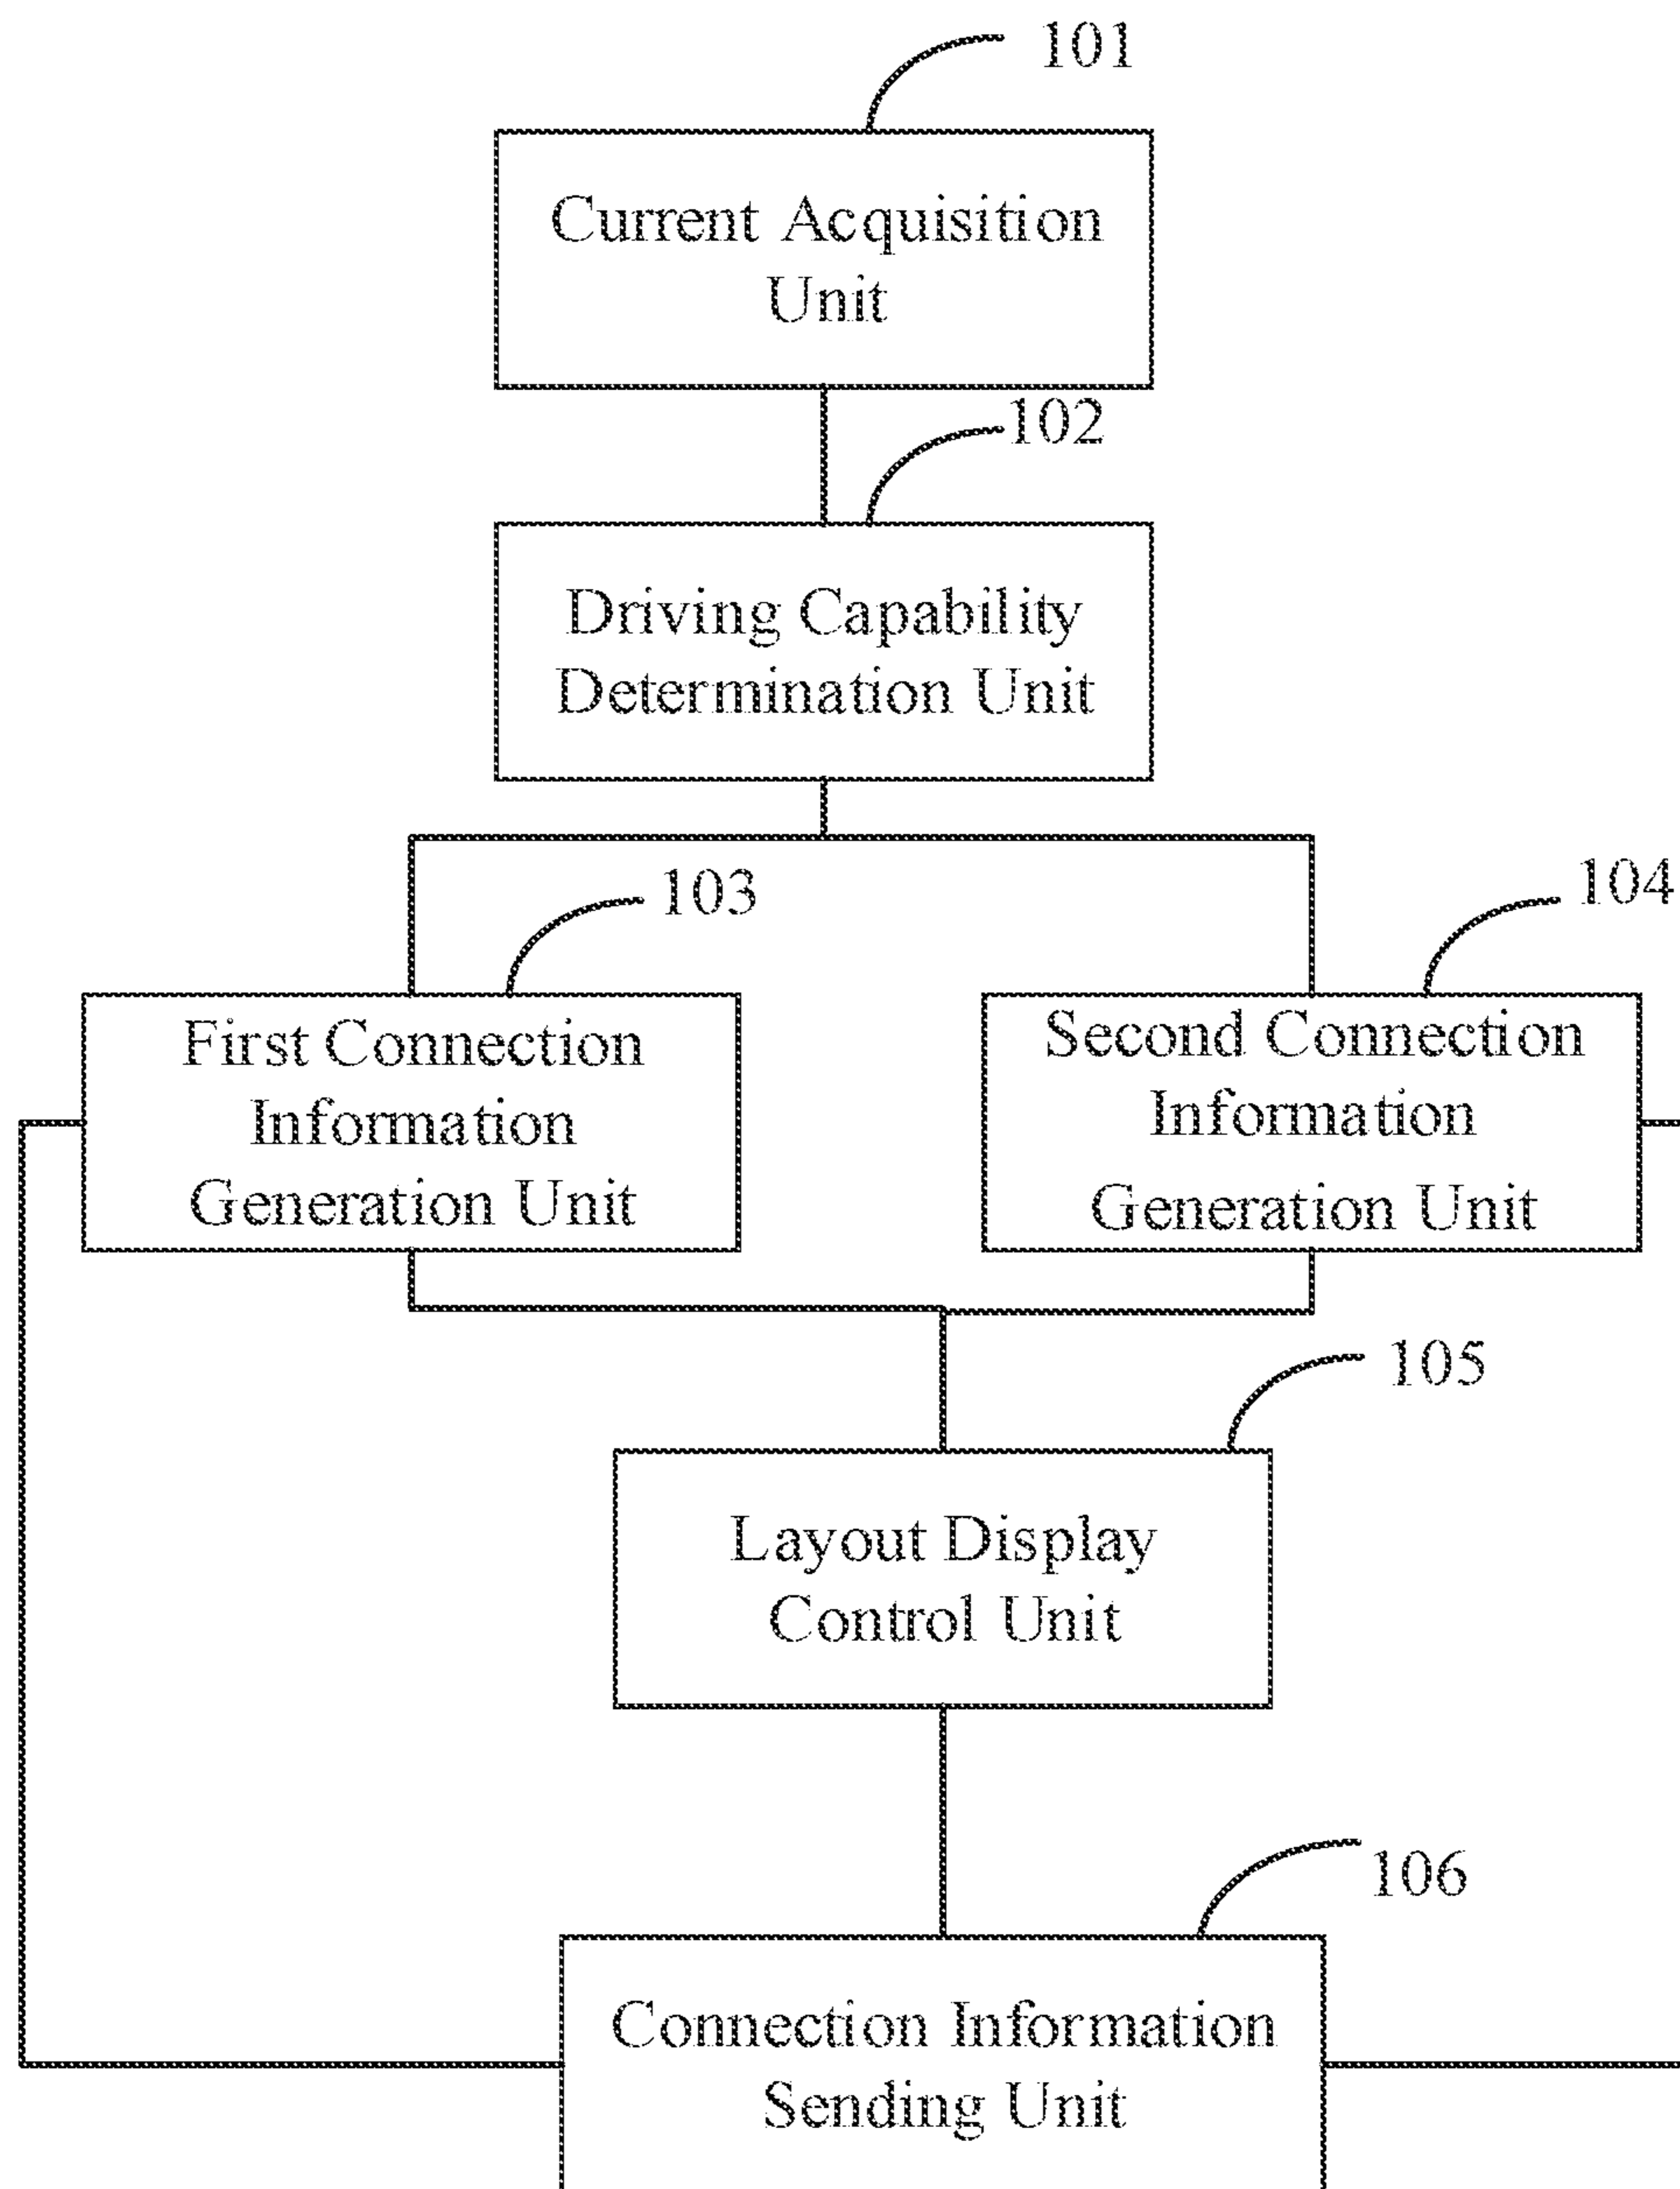 101
Current Acquisition
Unit
102
Driving Capability
Determination Unit
103
104
First Connection
Information
Generation Unit
Second Connection
Information
Generation Unit
105
Layout Display
Control Unit
106
Connection Information
Sending Unit